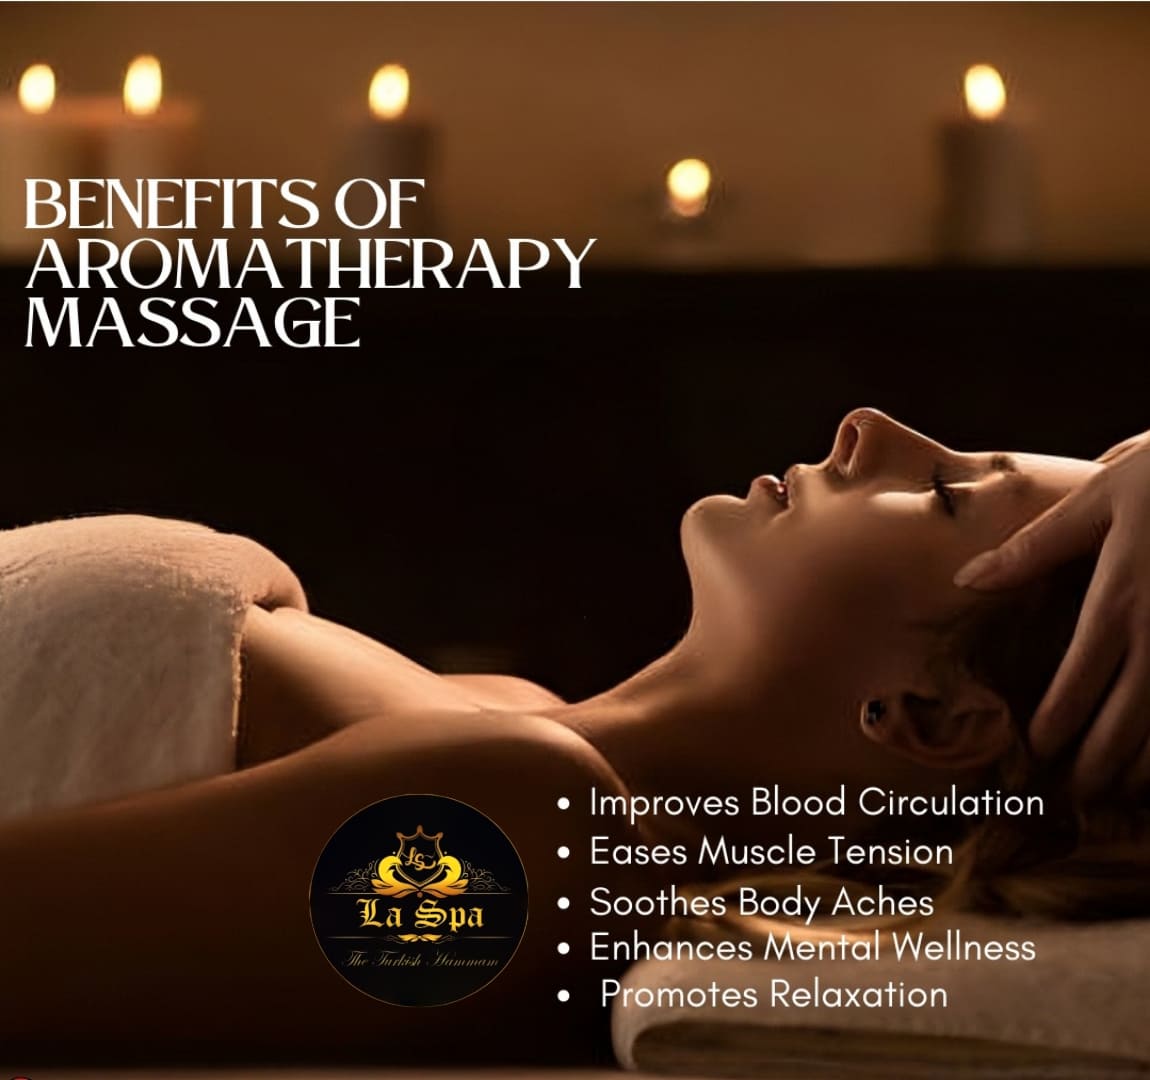 BENEFITS OF
AROMATHERAPY
MASSAGE
• Improves Blood Circulation
• Eases Muscle Tension
• Soothes Body Aches
• Enhances Mental Wellness
• Promotes Relaxation
LS
La Spa
The Turkish Hammam